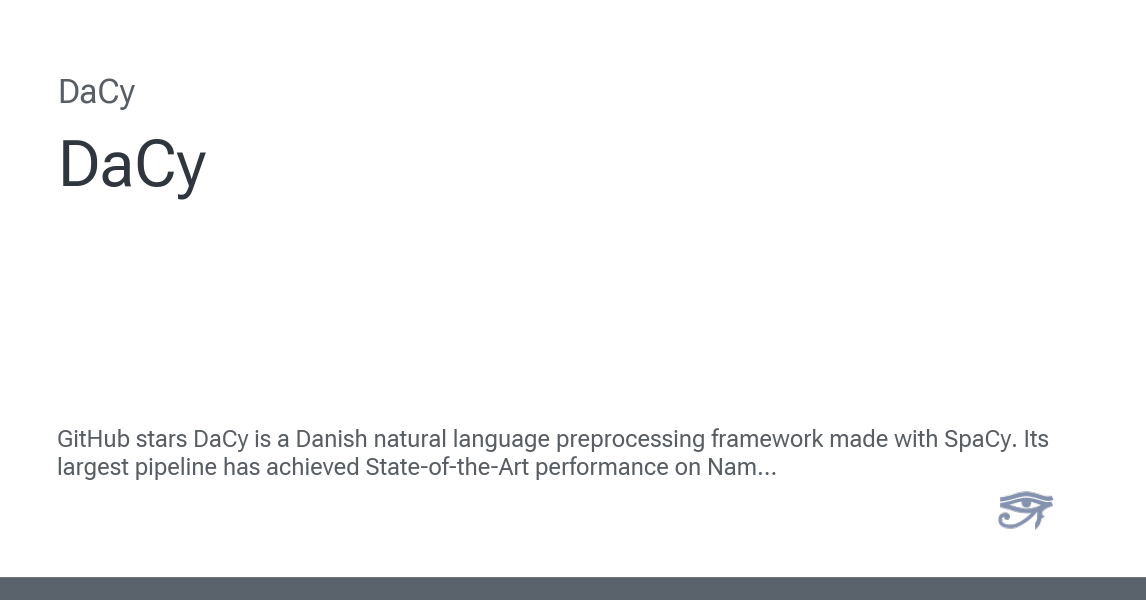 DaCy
DaCy
GitHub stars DaCy is a Danish natural language preprocessing framework made with SpaCy. Its
largest pipeline has achieved State-of-the-Art performance on Nam...